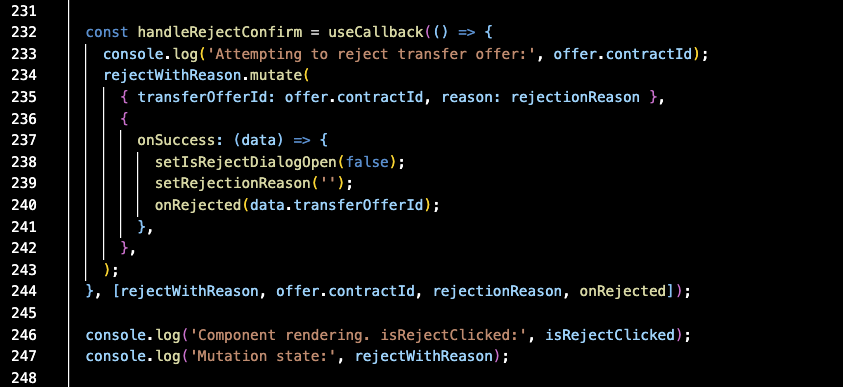 231
232 const handleRejectConfirm = useCallback(() => {
233 console.log('Attempting to reject transfer offer:', offer.contractId);
234 rejectWithReason.mutate(
235 { transferOfferId: offer.contractId, reason: rejectionReason },
236 {
237 onSuccess: (data) => {
238 setIsRejectDialogOpen(false);
239 setRejectionReason('');
240 onRejected(data.transferOfferId);
241 },
242 },
243 );
244 }, [rejectWithReason, offer.contractId, rejectionReason, onRejected]);
245
246 console.log('Component rendering. isRejectClicked:', isRejectClicked);
247 console.log('Mutation state:', rejectWithReason);
248